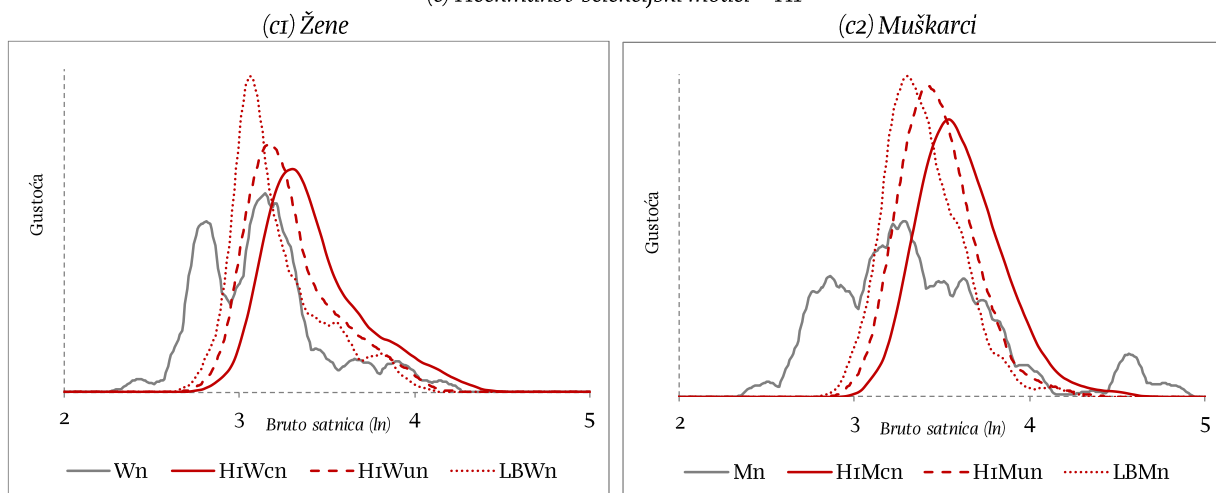 (c1) Žene
(c2) Muškarci
Gustoća
Gustoća
2 3 4 5
Bruto satnica (ln)
2 3 4 5
Bruto satnica (ln)
Wn H1Wcn H1Wun LBWn
Mn H1Mcn H1Mun LBMn